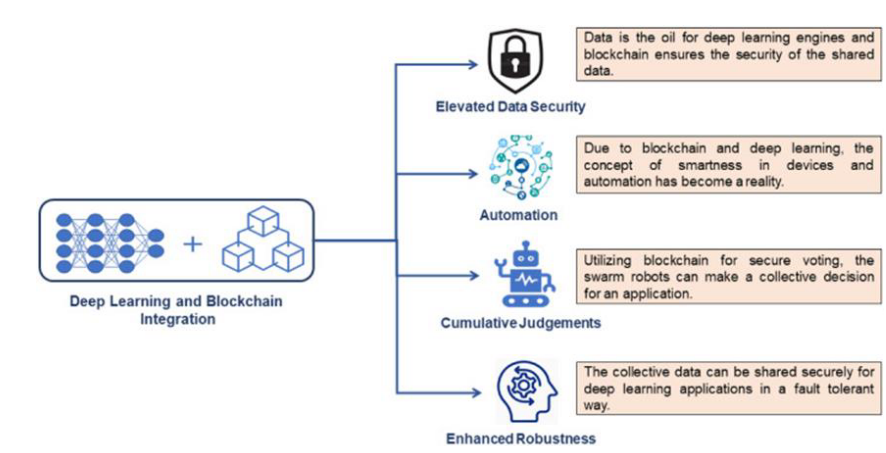 Data is the oil for deep learning engines and
blockchain ensures the security of the shared
data.
Elevated Data Security
Due to blockchain and deep learning, the
concept of smartness in devices and
automation has become a reality.
Automation
Utilizing blockchain for secure voting, the
swarm robots can make a collective decision
for an application.
Cumulative Judgements
Deep Learning and Blockchain
Integration
The collective data can be shared securely for
deep learning applications in a fault tolerant
way.
Enhanced Robustness